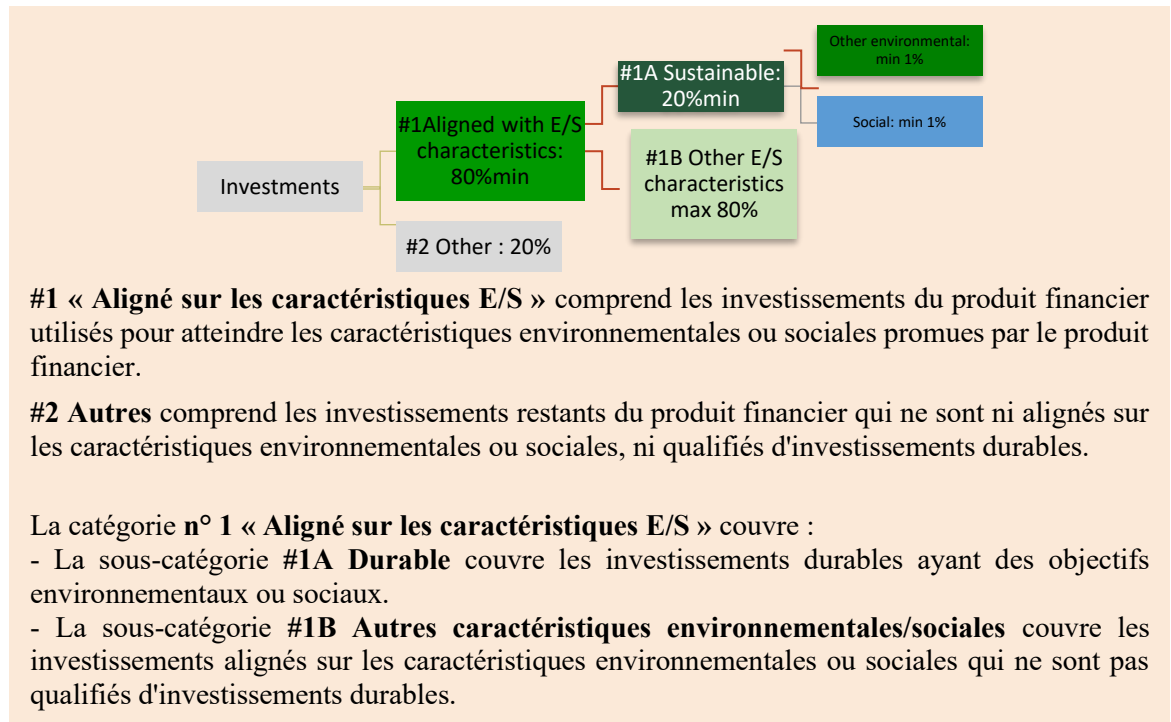 Other environmental:
min 1%
#1A Sustainable:
20%min
Social: min 1%
#1Aligned with E/S
characteristics:
80%min
#1B Other E/S
characteristics
max 80%
Investments
#2 Other : 20%
#1 « Aligné sur les caractéristiques E/S » comprend les investissements du produit financier
utilisés pour atteindre les caractéristiques environnementales ou sociales promues par le produit
financier.
#2 Autres comprend les investissements restants du produit financier qui ne sont ni alignés sur
les caractéristiques environnementales ou sociales, ni qualifiés d'investissements durables.
La catégorie n° 1 « Aligné sur les caractéristiques E/S » couvre :
- La sous-catégorie #1A Durable couvre les investissements durables ayant des objectifs
environnementaux ou sociaux.
- La sous-catégorie #1B Autres caractéristiques environnementales/sociales couvre les
investissements alignés sur les caractéristiques environnementales ou sociales qui ne sont pas
qualifiés d'investissements durables.